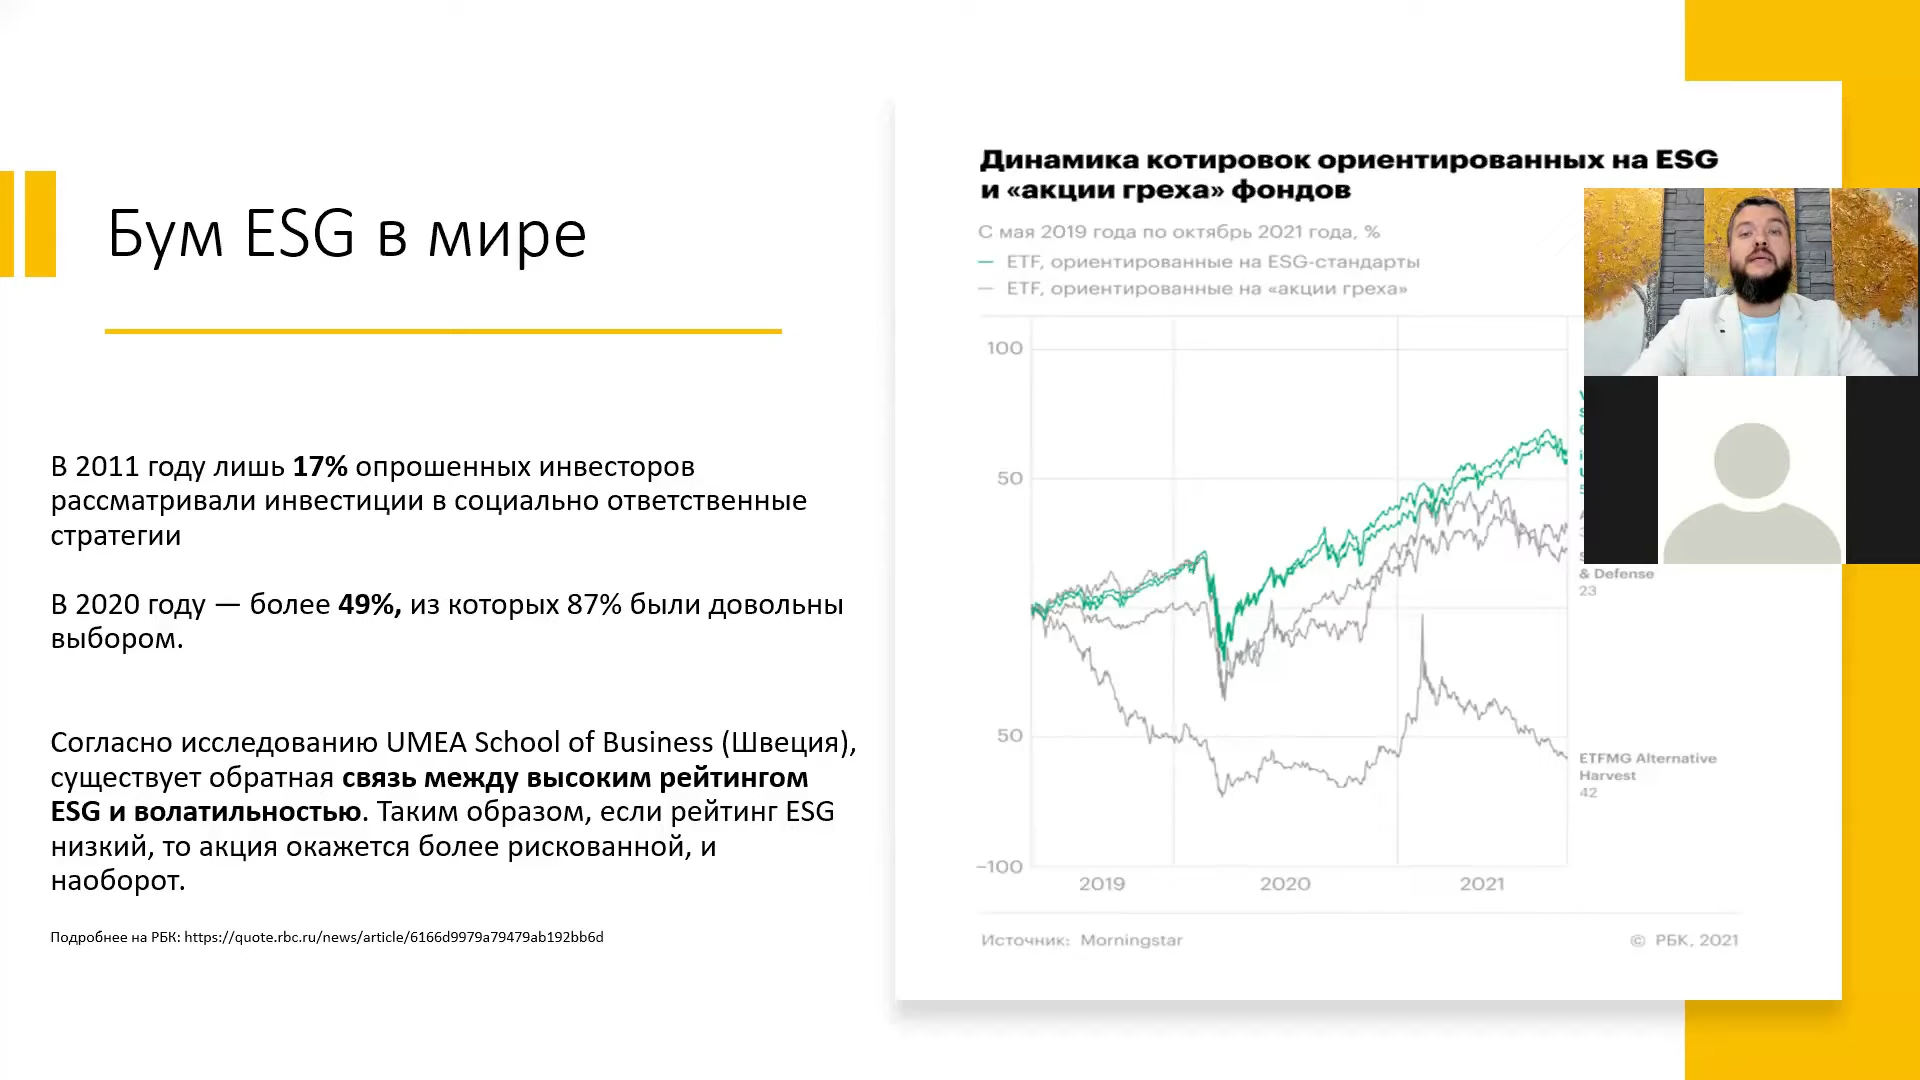 Бум ESG в мире
В 2011 году лишь 17% опрошенных инвесторов
рассматривали инвестиции в социально ответственные
стратегии
В 2020 году — более 49%, из которых 87% были довольны
выбором.
Согласно исследованию UMEA School of Business (Швеция),
существует обратная связь между высоким рейтингом
ESG и волатильностью. Таким образом, если рейтинг ESG
низкий, то акция окажется более рискованной, и
наоборот.
Подробнее на РБК: https://quote.rbc.ru/news/article/6166d9979a79479ab192bb6d
Динамика котировок ориентированных на ESG
и «акции греха» фондов
С мая 2019 года по октябрь 2021 года, %
ETF, ориентированные на ESG-стандарты
ETF, ориентированные на «акции греха»
100
50
50
−100
2019 2020 2021
& Defense
23
ETFMG Alternative
Harvest
42
Источник: Morningstar
© РБК, 2021